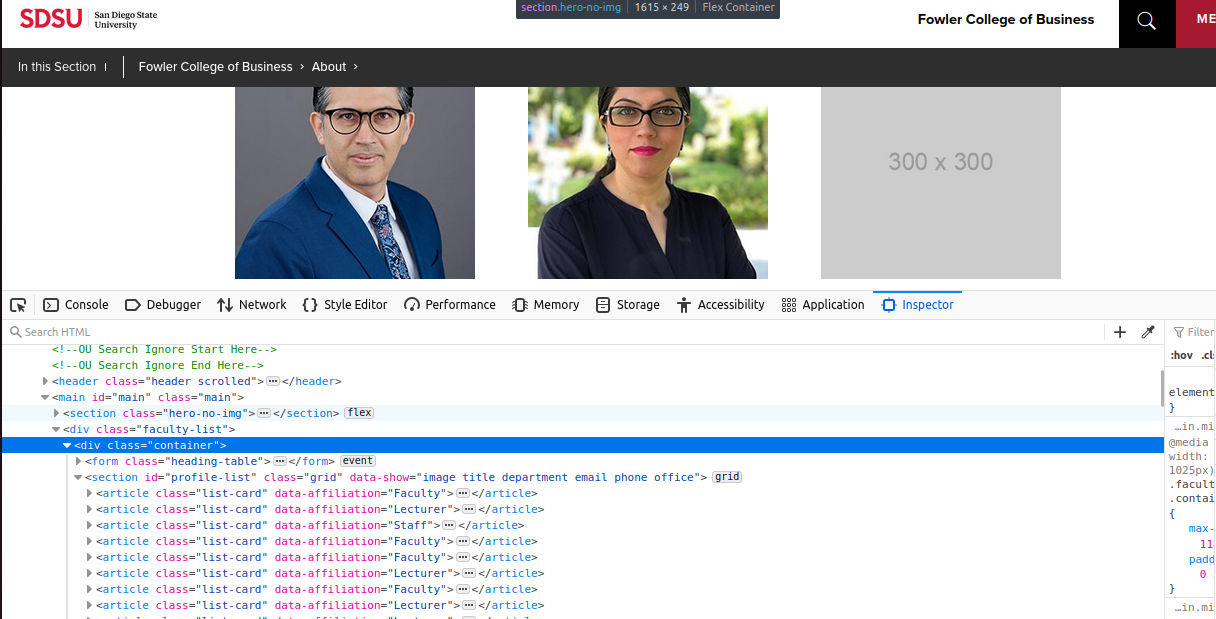 section.hero-no-img 1615 × 249 Flex Container
SDSU San Diego State
University
Fowler College of Business
ME
In this Section Fowler College of Business › About ›
300 x 300
Console Debugger Network Style Editor Performance Memory Storage Accessibility Application Inspector
Search HTML
Filter
:hov .cl
<!--OU Search Ignore Start Here-->
<!--OU Search Ignore End Here-->
<header class="header scrolled">⋯</header>
<main id="main" class="main">
<section class="hero-no-img">⋯</section> flex
<div class="faculty-list">
<div class="container">
<form class="heading-table">⋯</form> event
<section id="profile-list" class="grid" data-show="image title department email phone office"> grid
<article class="list-card" data-affiliation="Faculty">⋯</article>
<article class="list-card" data-affiliation="Lecturer">⋯</article>
<article class="list-card" data-affiliation="Staff">⋯</article>
<article class="list-card" data-affiliation="Faculty">⋯</article>
<article class="list-card" data-affiliation="Faculty">⋯</article>
<article class="list-card" data-affiliation="Lecturer">⋯</article>
<article class="list-card" data-affiliation="Faculty">⋯</article>
<article class="list-card" data-affiliation="Lecturer">⋯</article>
element
}
…in.mi
@media
width:
1025px)
.facul
.contai
{
max-
11
padd
0
}
…in.mi